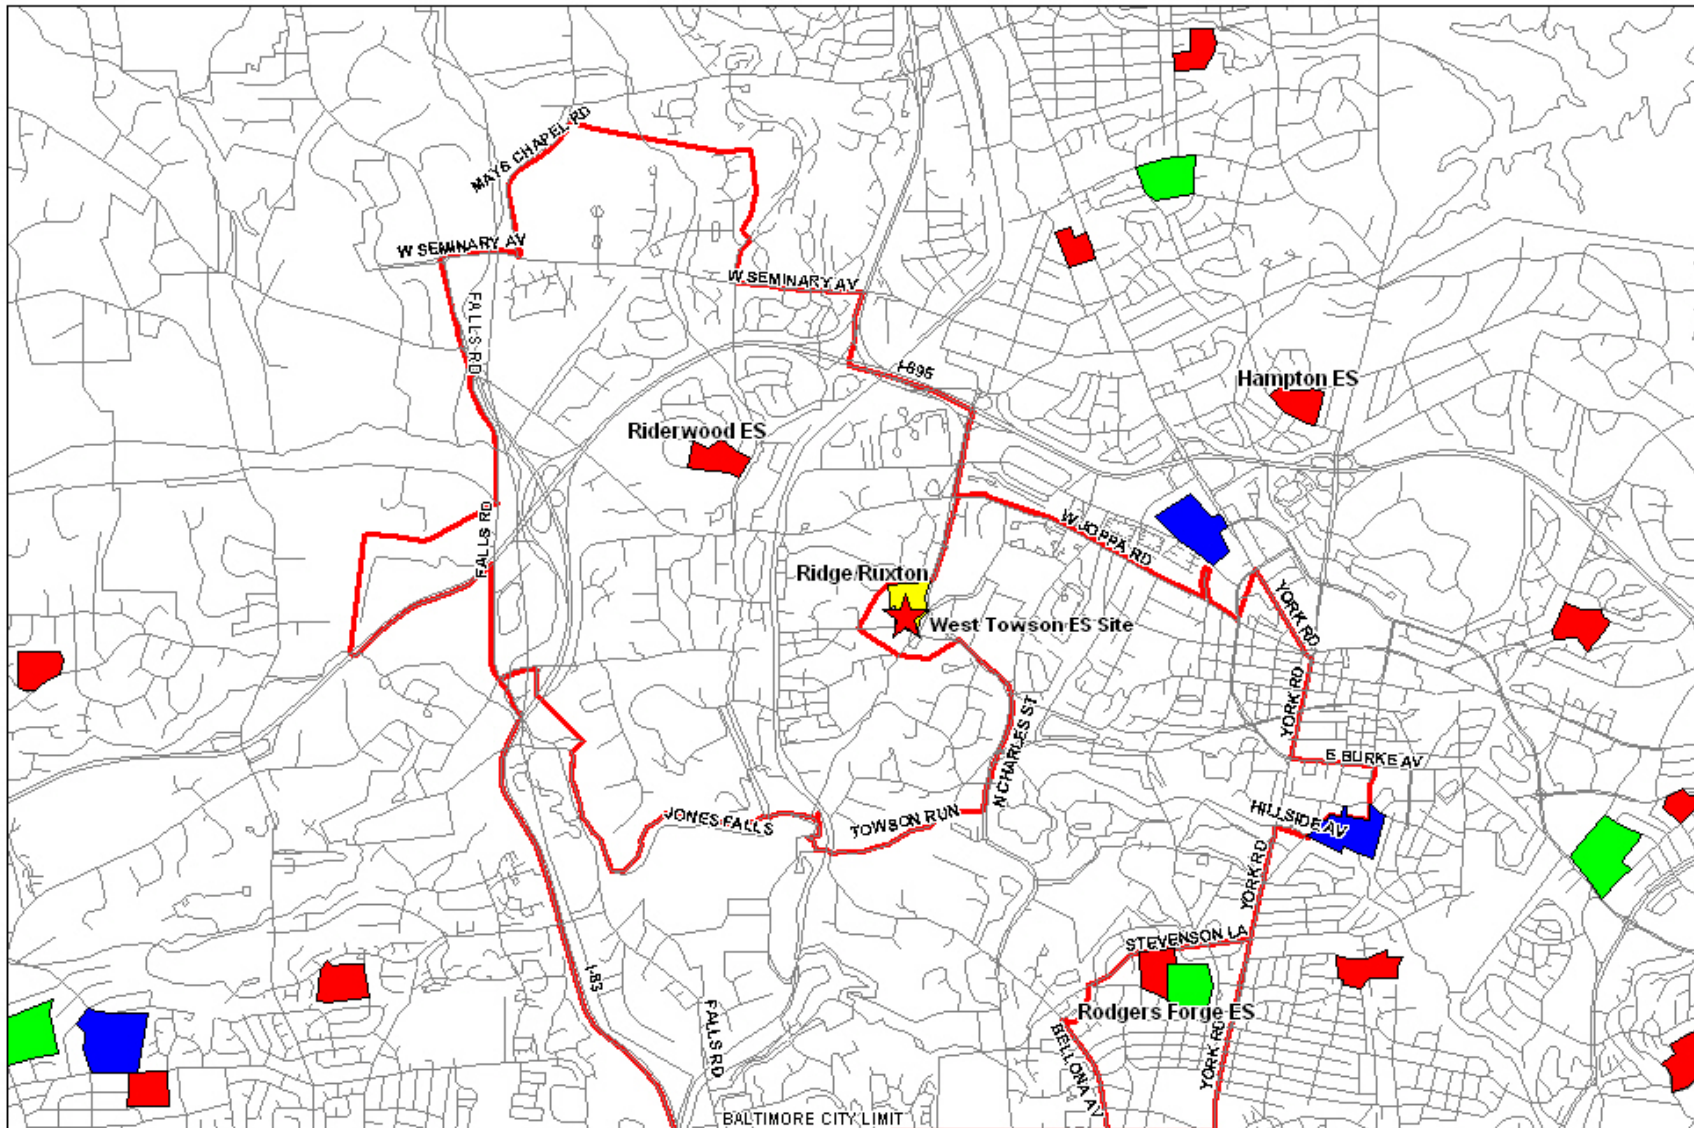 MAYS CHAPEL RD
W SEMINARY AV
W SEMINARY AV
FALLS RD
I-695
Hampton ES
Riderwood ES
FALLS RD
W JOPPA RD
Ridge/Ruxton
West Towson ES Site
YORK RD
YORK RD
N CHARLES ST
E BURKE AV
JONES FALLS
TOWSON RUN
HILLSIDE AV
YORK RD
STEVENSON LA
I-83
FALLS RD
Rodgers Forge ES
BELLONA AV
YORK RD
BALTIMORE CITY LIMIT